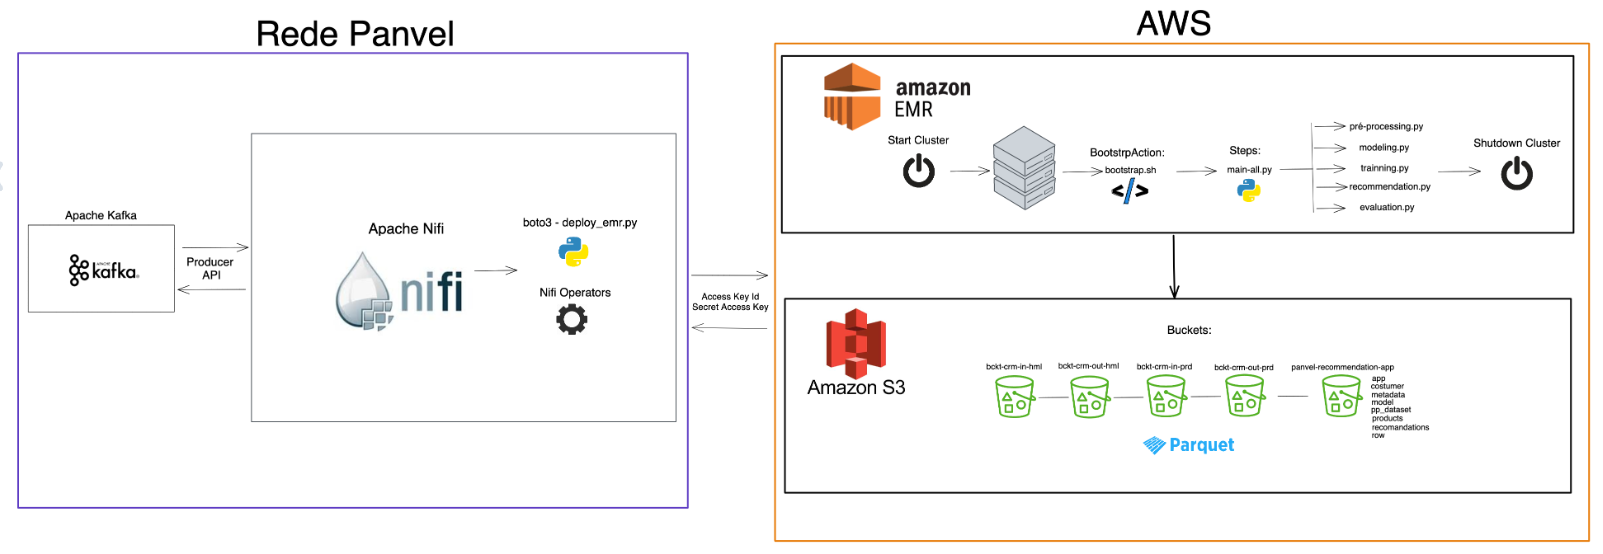 Rede Panvel
AWS
Apache Kafka
APACHE
kafka
Producer
API
Apache Nifi
nifi
boto3 - deploy_emr.py
Nifi Operators
Access Key Id
Secret Access Key
amazon
EMR
Start Cluster
BootstrpAction:
bootstrap.sh
</>
Steps:
main-all.py
pré-processing.py
modeling.py
trainning.py
recommendation.py
evaluation.py
Shutdown Cluster
Amazon S3
Buckets:
bckt-crm-in-hml
bckt-crm-out-hml
bckt-crm-in-prd
bckt-crm-out-prd
panvel-recommendation-app
app
costumer
metadata
model
pp_dataset
products
recomandations
row
Parquet